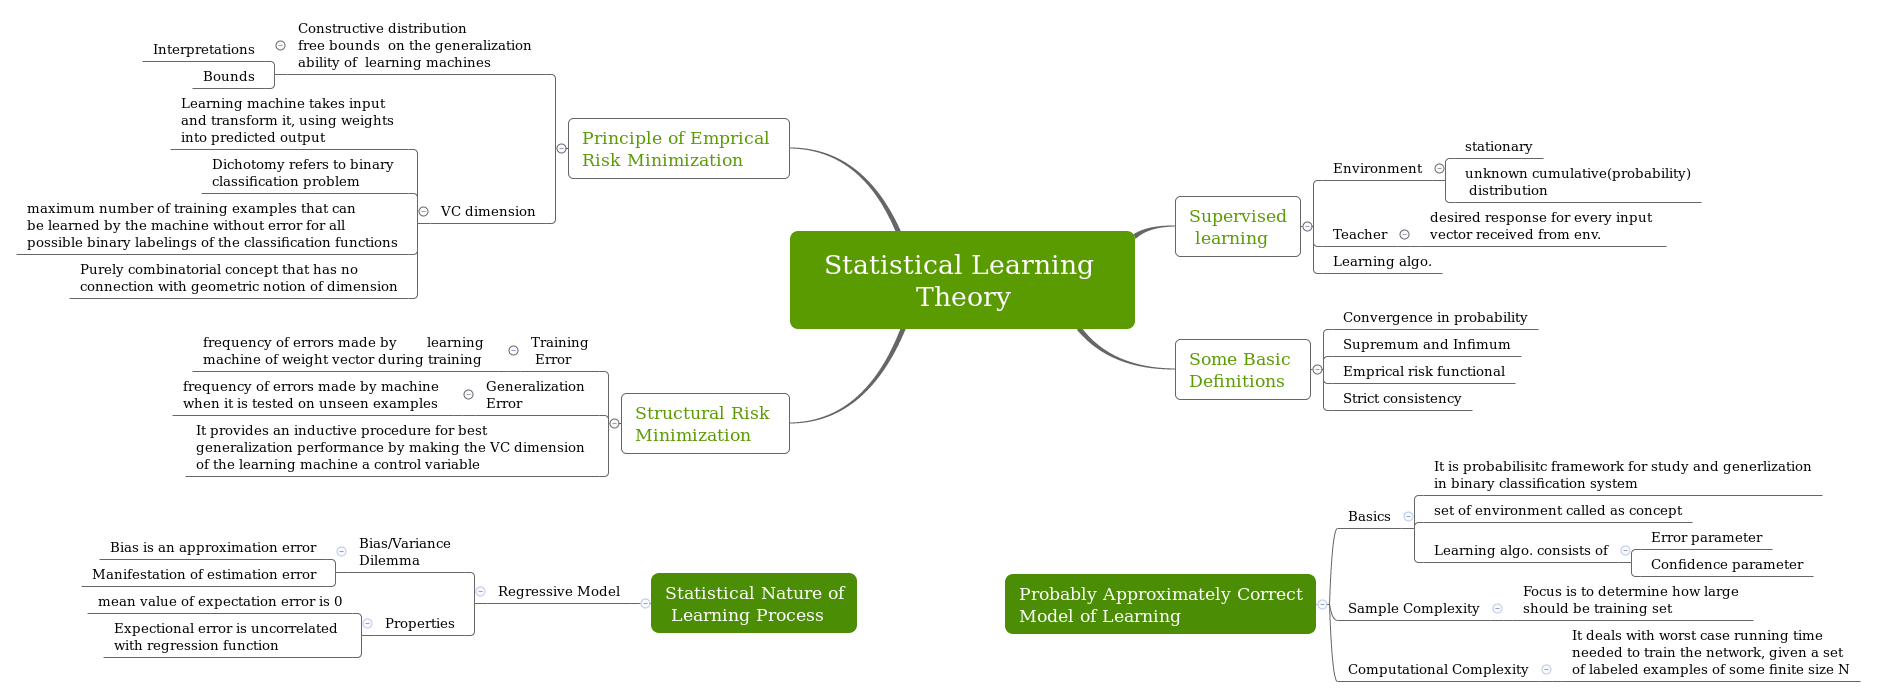 Statistical Learning
Theory
Principle of Emprical
Risk Minimization
Constructive distribution
free bounds  on the generalization
ability of  learning machines
Interpretations
Bounds
VC dimension
Learning machine takes input
and transform it, using weights
into predicted output
Dichotomy refers to binary
classification problem
maximum number of training examples that can
be learned by the machine without error for all
possible binary labelings of the classification functions
Purely combinatorial concept that has no
connection with geometric notion of dimension
Structural Risk
Minimization
Training
Error
frequency of errors made by learning
machine of weight vector during training
Generalization
Error
frequency of errors made by machine
when it is tested on unseen examples
It provides an inductive procedure for best
generalization performance by making the VC dimension
of the learning machine a control variable
Supervised
learning
Environment
stationary
unknown cumulative(probability)
distribution
Teacher
desired response for every input
vector received from env.
Learning algo.
Some Basic
Definitions
Convergence in probability
Supremum and Infimum
Emprical risk functional
Strict consistency
Statistical Nature of
Learning Process
Regressive Model
Bias/Variance
Dilemma
Bias is an approximation error
Manifestation of estimation error
Properties
mean value of expectation error is 0
Expectional error is uncorrelated
with regression function
Probably Approximately Correct
Model of Learning
Basics
It is probabilisitc framework for study and generlization
in binary classification system
set of environment called as concept
Learning algo. consists of
Error parameter
Confidence parameter
Sample Complexity
Focus is to determine how large
should be training set
Computational Complexity
It deals with worst case running time
needed to train the network, given a set
of labeled examples of some finite size N